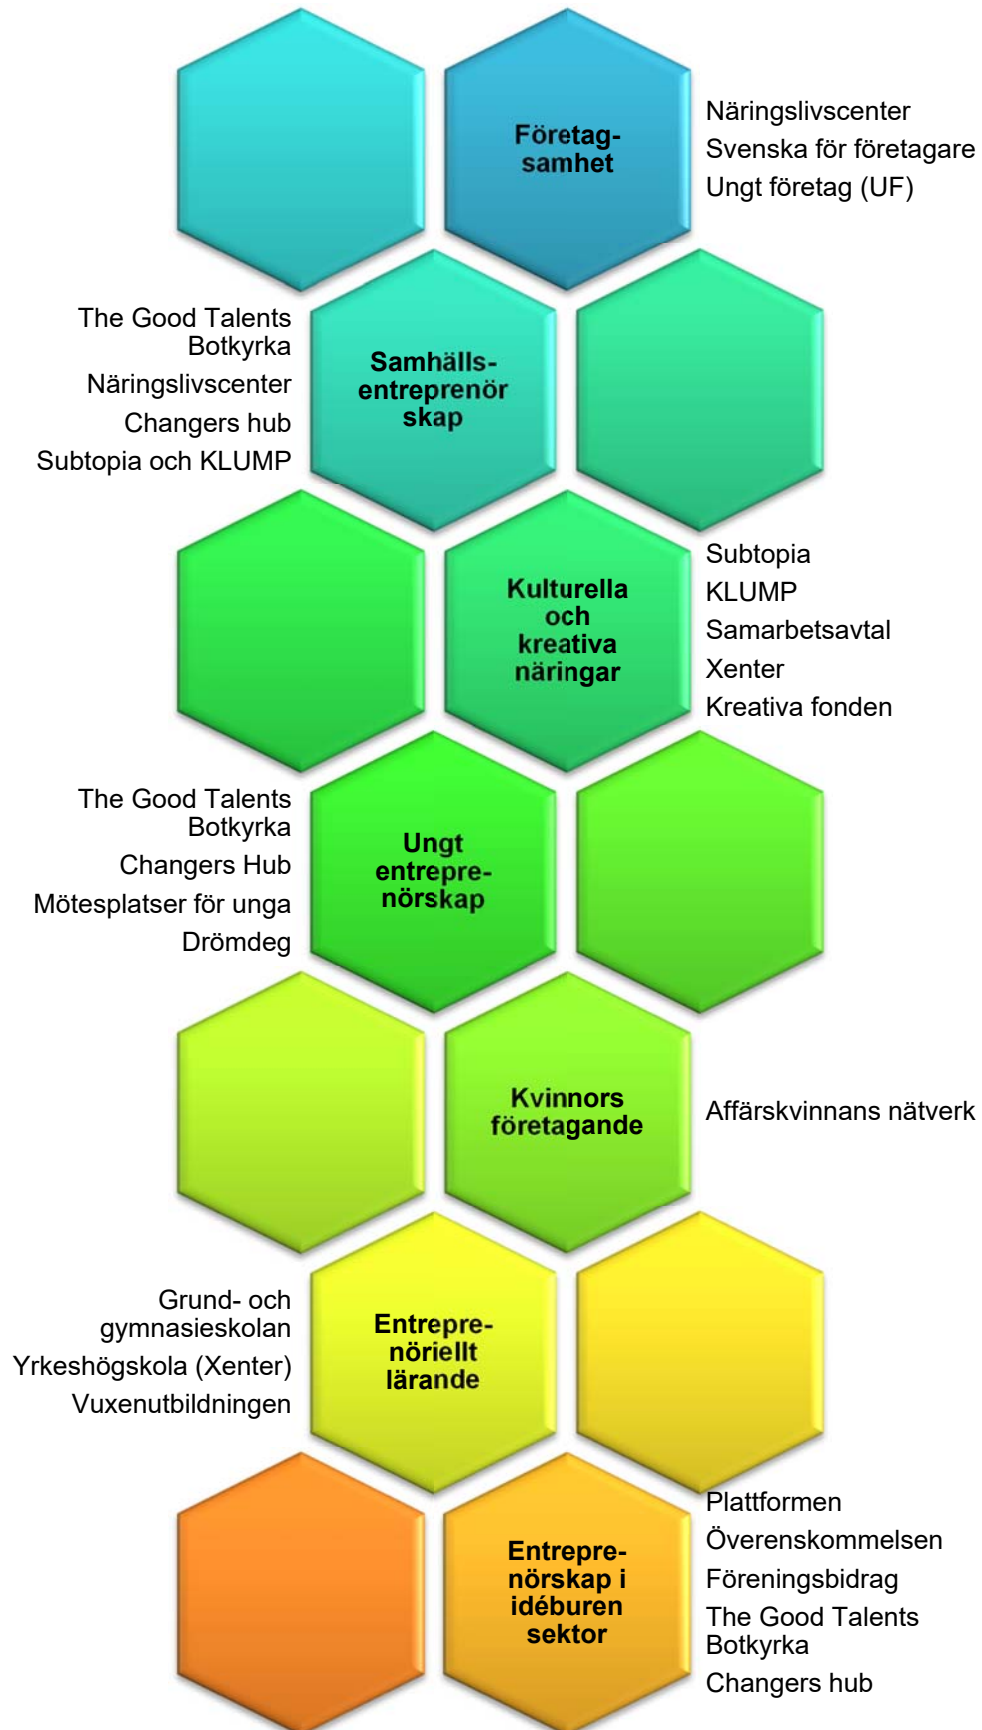 Företag-
samhet
Näringslivscenter
Svenska för företagare
Ungt företag (UF)
The Good Talents
Botkyrka
Näringslivscenter
Changers hub
Subtopia och KLUMP
Samhälls-
entreprenör
skap
Kulturella
och
kreativa
näringar
Subtopia
KLUMP
Samarbetsavtal
Xenter
Kreativa fonden
The Good Talents
Botkyrka
Changers Hub
Mötesplatser för unga
Drömdeg
Ungt
entrepre-
nörskap
Kvinnors
företagande
Affärskvinnans nätverk
Grund- och
gymnasieskolan
Yrkeshögskola (Xenter)
Vuxenutbildningen
Entrepre-
nöriellt
lärande
Entrepre-
nörskap i
idéburen
sektor
Plattformen
Överenskommelsen
Föreningsbidrag
The Good Talents
Botkyrka
Changers hub